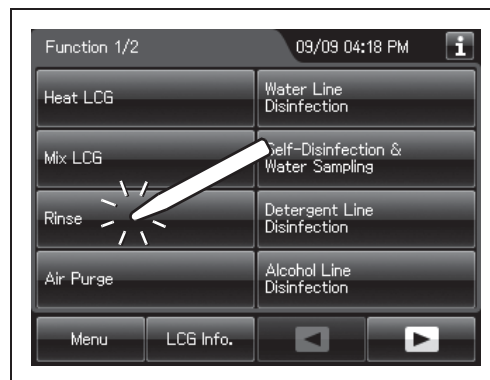 Function 1/2
09/09 04:18 PM
i
Heat LCG
Water Line
Disinfection
Mix LCG
Self-Disinfection &
Water Sampling
Rinse
Detergent Line
Disinfection
Air Purge
Alcohol Line
Disinfection
Menu
LCG Info.